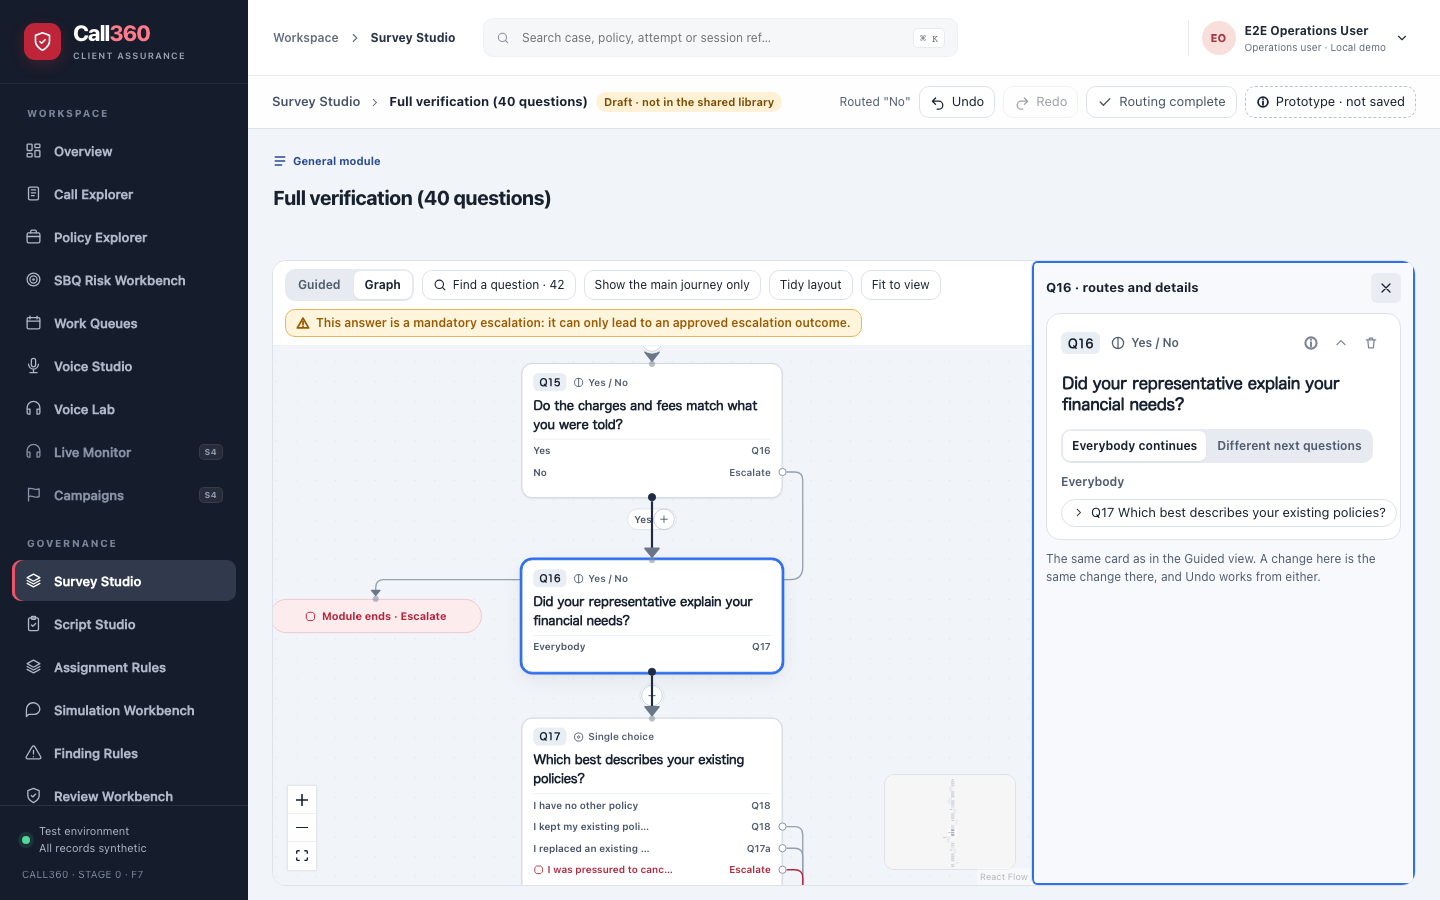 Call360
CLIENT ASSURANCE
WORKSPACE
Overview
Call Explorer
Policy Explorer
SBQ Risk Workbench
Work Queues
Voice Studio
Voice Lab
Live Monitor S4
Campaigns S4
GOVERNANCE
Survey Studio
Script Studio
Assignment Rules
Simulation Workbench
Finding Rules
Review Workbench
Test environment
All records synthetic
CALL360 · STAGE 0 · F7
Workspace > Survey Studio
Search case, policy, attempt or session ref...
⌘ K
EO
E2E Operations User
Operations user · Local demo
Survey Studio > Full verification (40 questions) Draft · not in the shared library
Routed "No" Undo Redo Routing complete Prototype · not saved
General module
Full verification (40 questions)
Guided Graph Find a question · 42 Show the main journey only Tidy layout Fit to view
This answer is a mandatory escalation: it can only lead to an approved escalation outcome.
Q15 Yes / No
Do the charges and fees match what
you were told?
Yes Q16
No Escalate
Yes +
Q16 Yes / No
Did your representative explain your
financial needs?
Everybody Q17
Module ends · Escalate
Q17 Single choice
Which best describes your existing
policies?
I have no other policy Q18
I kept my existing poli... Q18
I replaced an existing ... Q17a
I was pressured to canc... Escalate
React Flow
Q16 · routes and details
Q16 Yes / No
Did your representative explain your
financial needs?
Everybody continues Different next questions
Everybody
Q17 Which best describes your existing policies?
The same card as in the Guided view. A change here is the
same change there, and Undo works from either.